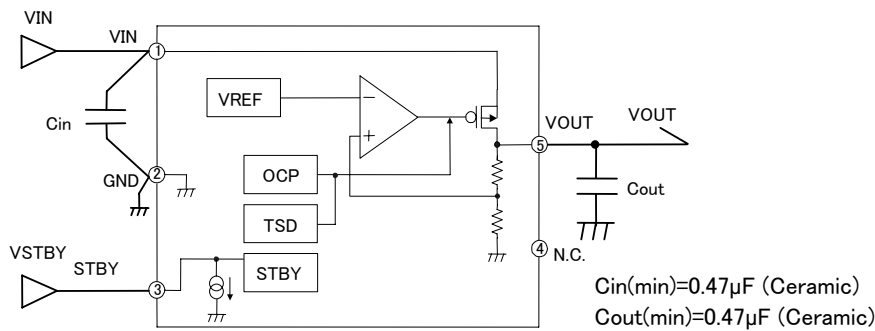 VIN
VIN
1
VREF
−
+
Cin
VOUT
VOUT
5
Cout
GND
2
OCP
TSD
4
N.C.
VSTBY
STBY
3
STBY
Cin(min)=0.47μF (Ceramic)
Cout(min)=0.47μF (Ceramic)